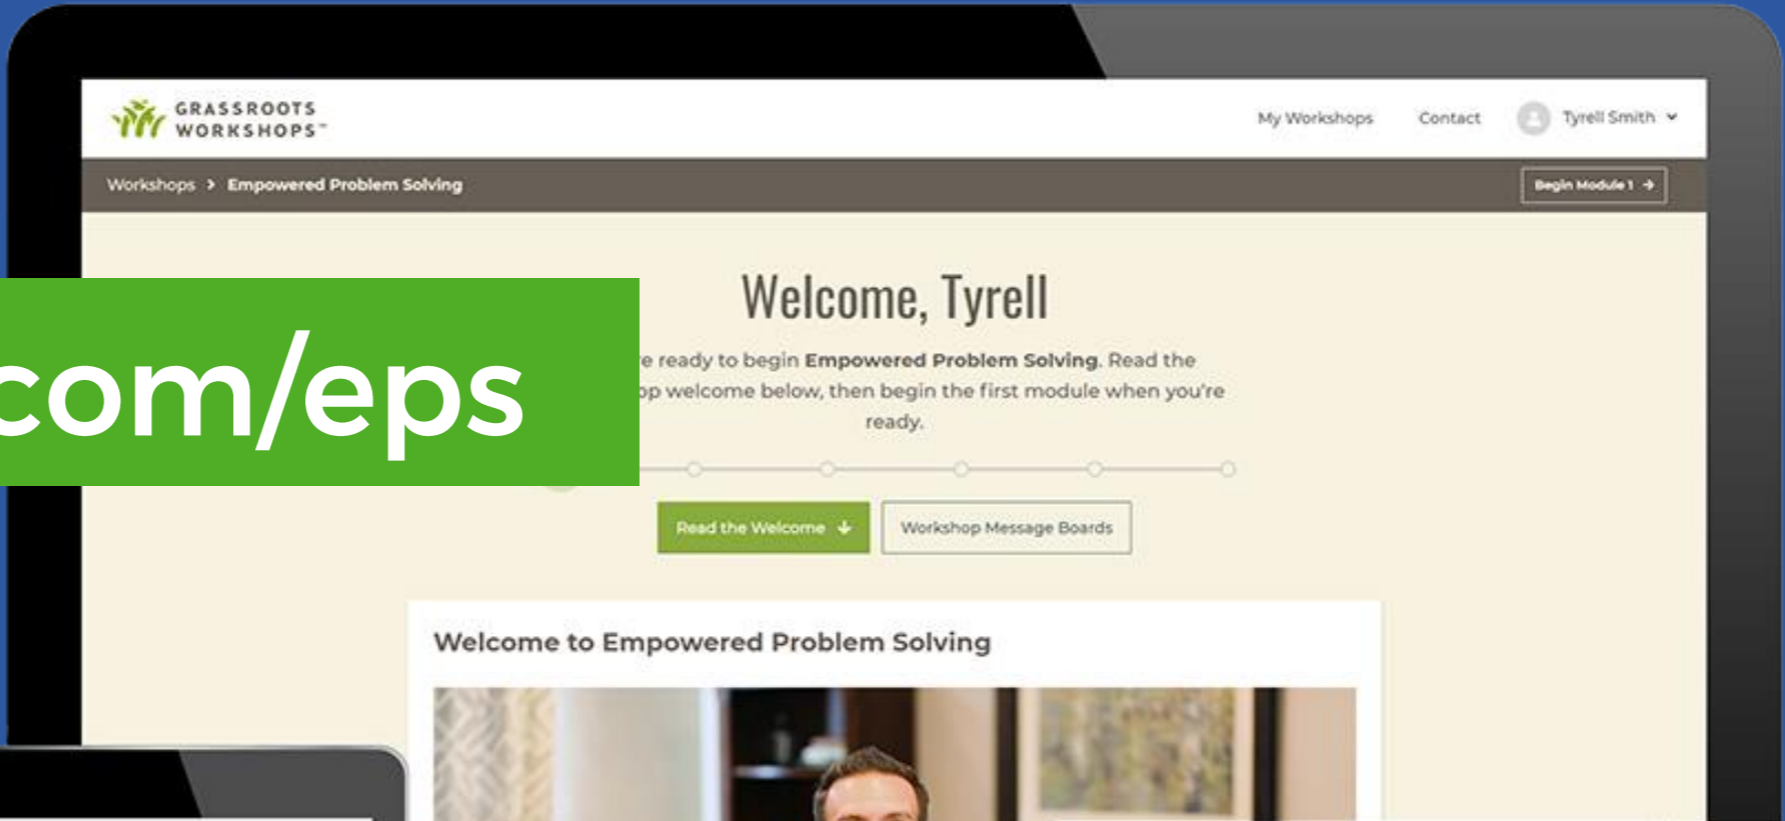 GRASSROOTS
WORKSHOPS™
My Workshops
Contact
Tyrell Smith
Workshops > Empowered Problem Solving
Begin Module 1 →
Welcome, Tyrell
com/eps
e ready to begin Empowered Problem Solving. Read the
op welcome below, then begin the first module when you're
ready.
Read the Welcome ↓
Workshop Message Boards
Welcome to Empowered Problem Solving